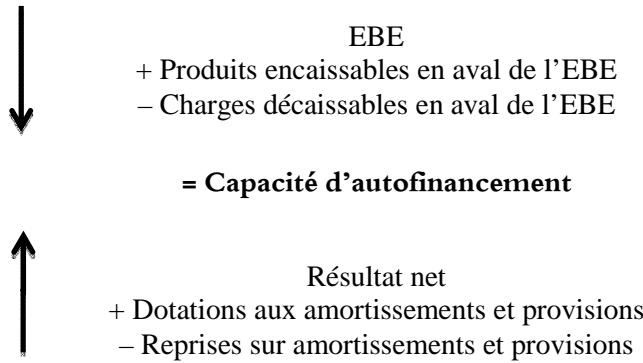 EBE
+ Produits encaissables en aval de l’EBE
– Charges décaissables en aval de l’EBE
= Capacité d’autofinancement
Résultat net
+ Dotations aux amortissements et provisions
– Reprises sur amortissements et provisions